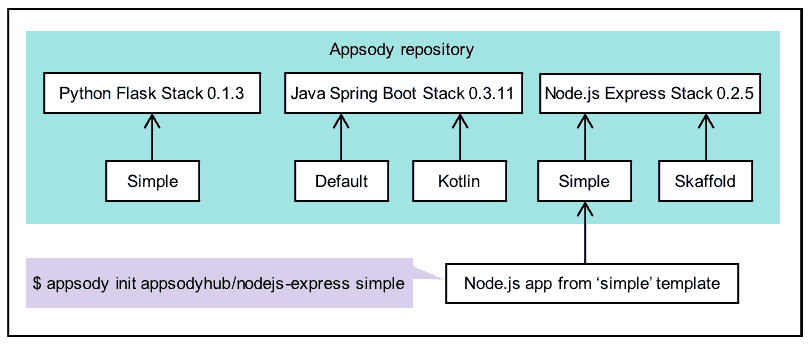 Appsody repository
Python Flask Stack 0.1.3
Java Spring Boot Stack 0.3.11
Node.js Express Stack 0.2.5
Simple
Default
Kotlin
Simple
Skaffold
$ appsody init appsodyhub/nodejs-express simple
Node.js app from ‘simple’ template